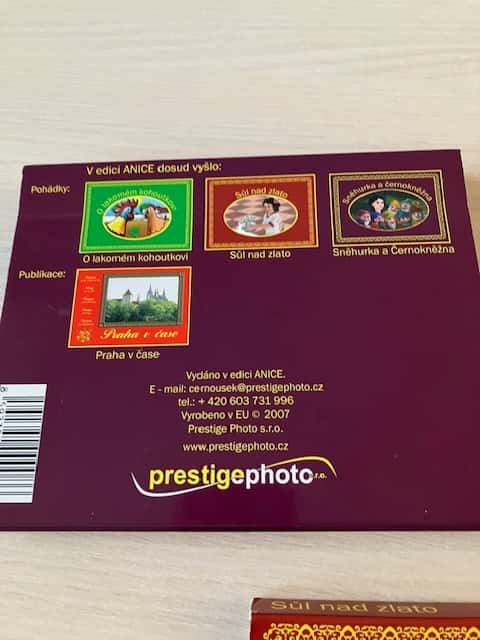 V edici ANICE dosud vyšlo:
Pohádky:
O lakomém kohoutkovi
Sůl nad zlato
Sněhurka a černokněžna
O lakomém kohoutkovi
Sůl nad zlato
Sněhurka a Černokněžna
Publikace:
Praha v čase
Praha v čase
Vydáno v edici ANICE.
E - mail: cernousek@prestigephoto.cz
tel.: + 420 603 731 996
Vyrobeno v EU © 2007
Prestige Photo s.r.o.
www.prestigephoto.cz
prestigephoto s.r.o.
Sůl nad zlato